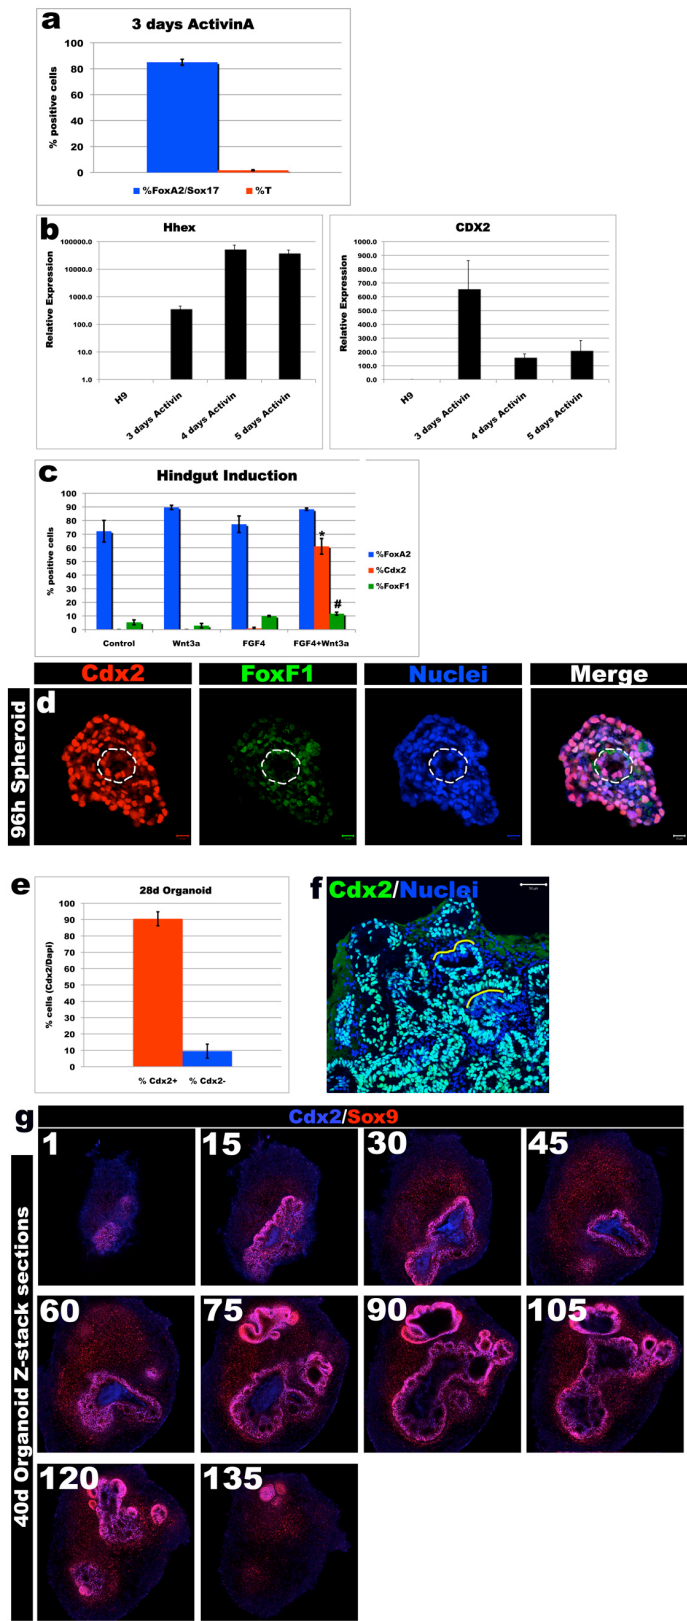 a
3 days ActivinA
% positive cells
100
80
60
40
20
0
%FoxA2/Sox17 %T
b
Hhex
Relative Expression
100000.0
10000.0
1000.0
100.0
10.0
1.0
H9 3 days Activin 4 days Activin 5 days Activin
CDX2
Relative Expression
1000.0
900.0
800.0
700.0
600.0
500.0
400.0
300.0
200.0
100.0
0.0
H9 3 days Activin 4 days Activin 5 days Activin
c
Hindgut Induction
% positive cells
100
90
80
70
60
50
40
30
20
10
0
*
#
Control Wnt3a FGF4 FGF4+Wnt3a
%FoxA2
%Cdx2
%FoxF1
Cdx2 FoxF1 Nuclei Merge
d
96h Spheroid
e
28d Organoid
% cells (Cdx2/Dapi)
100
90
80
70
60
50
40
30
20
10
0
% Cdx2+ % Cdx2-
f
Cdx2/Nuclei
g
Cdx2/Sox9
40d Organoid Z-stack sections
1 15 30 45
60 75 90 105
120 135